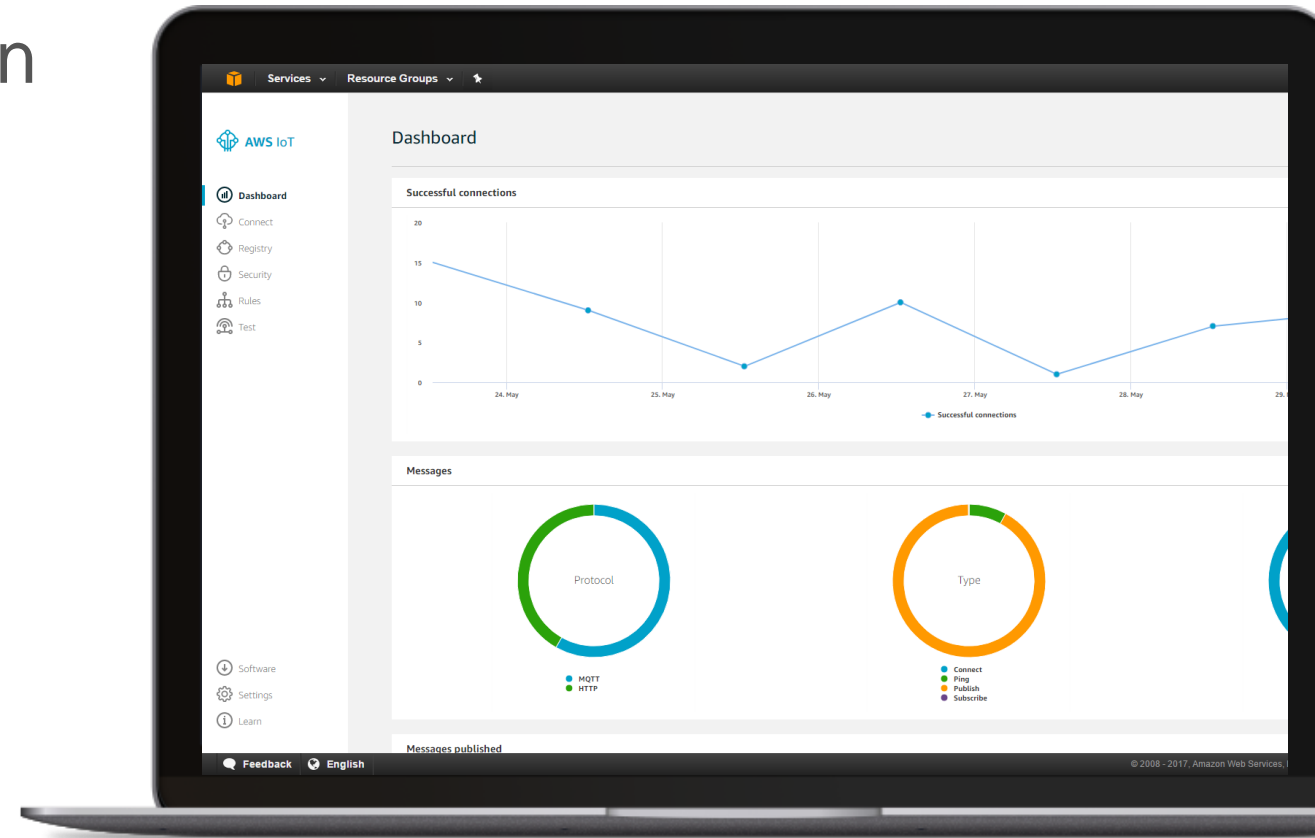 n
Services Resource Groups
AWS IoT
Dashboard
Connect
Registry
Security
Rules
Test
Software
Settings
Learn
Dashboard
Successful connections
20
15
10
5
0
24. May 25. May 26. May 27. May 28. May 29.
Successful connections
Messages
Protocol
MQTT
HTTP
Type
Connect
Ping
Publish
Subscribe
Messages published
Feedback English
© 2008 - 2017, Amazon Web Services,